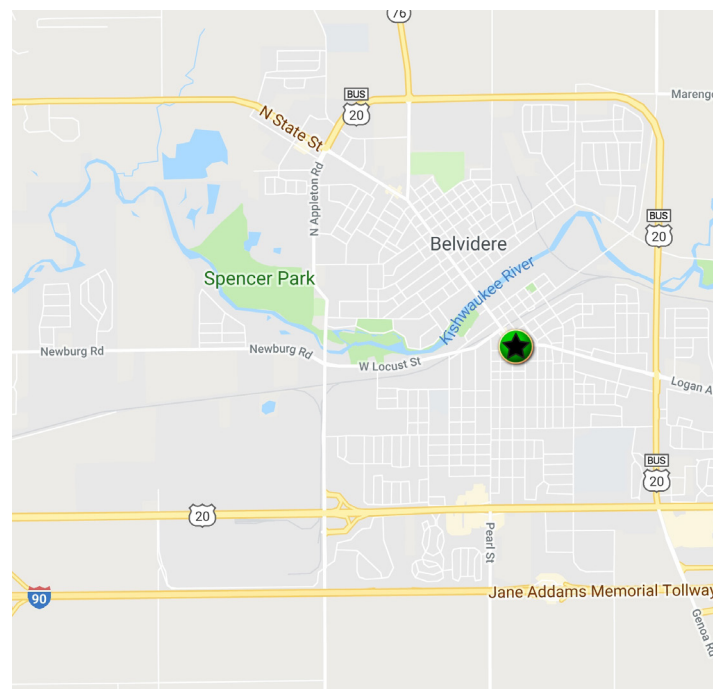 76
Marengo
BUS
20
N State St
N Appleton Rd
BUS
20
Belvidere
Spencer Park
Kishwaukee River
Newburg Rd
Newburg Rd
W Locust St
Logan A
BUS
20
20
Pearl St
90
Jane Addams Memorial Tollway
Genoa Rd